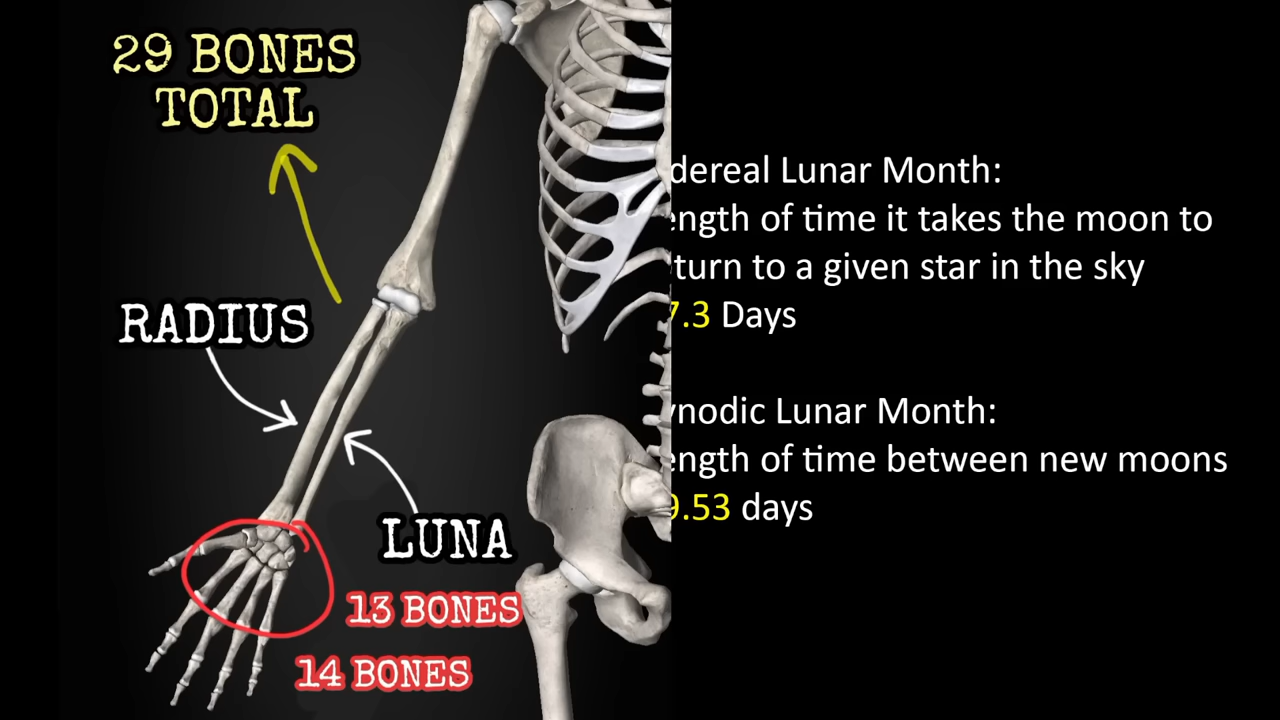 29 BONES
TOTAL
RADIUS
LUNA
13 BONES
14 BONES
dereal Lunar Month:
ength of time it takes the moon to
turn to a given star in the sky
7.3 Days
ynodic Lunar Month:
ength of time between new moons
9.53 days